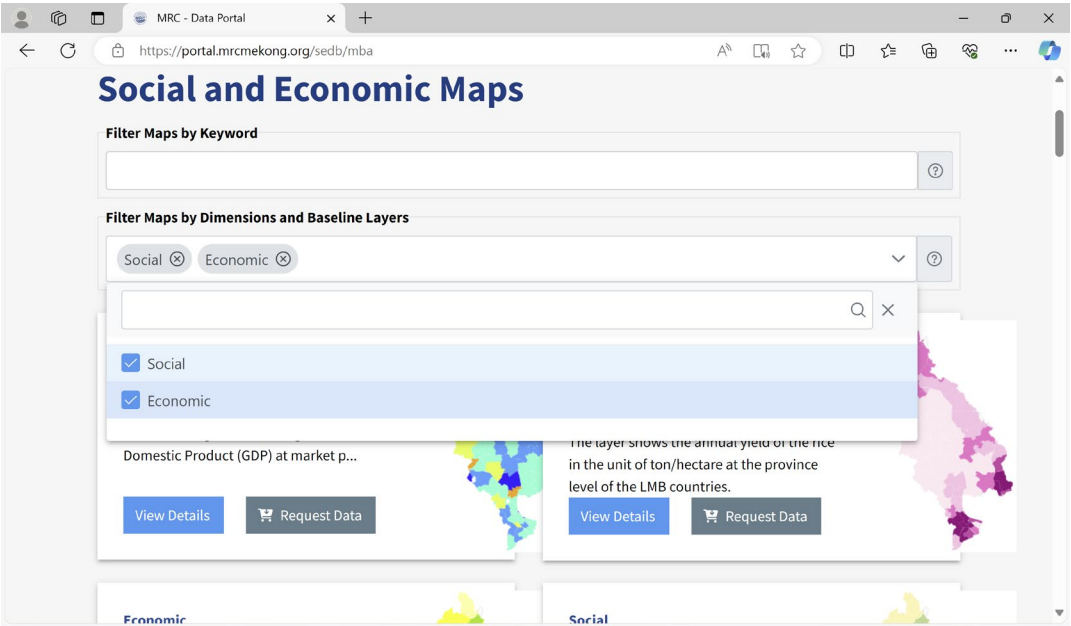 MRC - Data Portal
https://portal.mrcmekong.org/sedb/mba
Social and Economic Maps
Filter Maps by Keyword
Filter Maps by Dimensions and Baseline Layers
Social
Economic
Social
Economic
Domestic Product (GDP) at market p...
View Details
Request Data
The layer shows the annual yield of the rice
in the unit of ton/hectare at the province
level of the LMB countries.
View Details
Request Data
Economic
Social